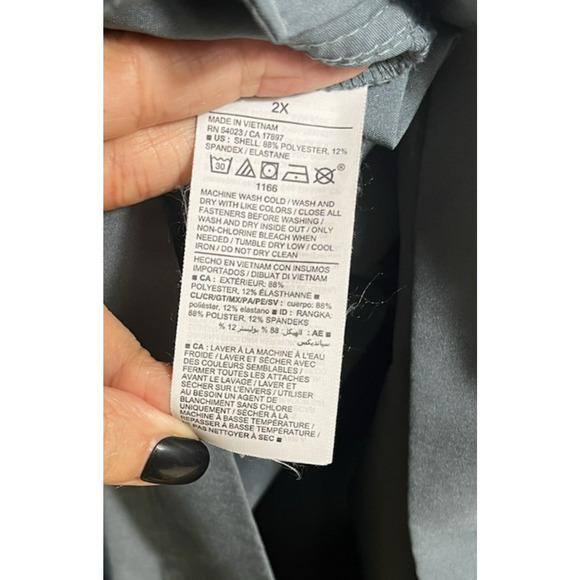 2X
MADE IN VIETNAM
RN 54023 / CA 17897
■ US : SHELL: 88% POLYESTER, 12%
SPANDEX / ELASTANE
30
1166
MACHINE WASH COLD / WASH AND
DRY WITH LIKE COLORS / CLOSE ALL
FASTENERS BEFORE WASHING /
WASH AND DRY INSIDE OUT / ONLY
NON-CHLORINE BLEACH WHEN
NEEDED / TUMBLE DRY LOW / COOL
IRON / DO NOT DRY CLEAN
HECHO EN VIETNAM CON INSUMOS
IMPORTADOS / DIBUAT DI VIETNAM
■ CA : EXTÉRIEUR: 88%
POLYESTER, 12% ÉLASTHANNE ■
CL/CR/GT/MX/PA/PE/SV : cuerpo: 88%
poliéster, 12% elastano ■ ID : RANGKA:
88% POLISTER, 12% SPANDEKS
■ AE : الهيكل: 88 % بوليستر 12 %
سباندكس
■ CA : LAVER À LA MACHINE À L'EAU
FROIDE / LAVER ET SÉCHER AVEC
DES COULEURS SEMBLABLES /
FERMER TOUTES LES ATTACHES
AVANT LE LAVAGE / LAVER ET
SÉCHER SUR L'ENVERS / UTILISER
AU BESOIN UN AGENT DE
BLANCHIMENT SANS CHLORE
UNIQUEMENT / SÉCHER À
BASSE TEMPÉRATURE /
REPASSER À BASSE TEMPÉRATURE /
NE PAS NETTOYER À SEC ■